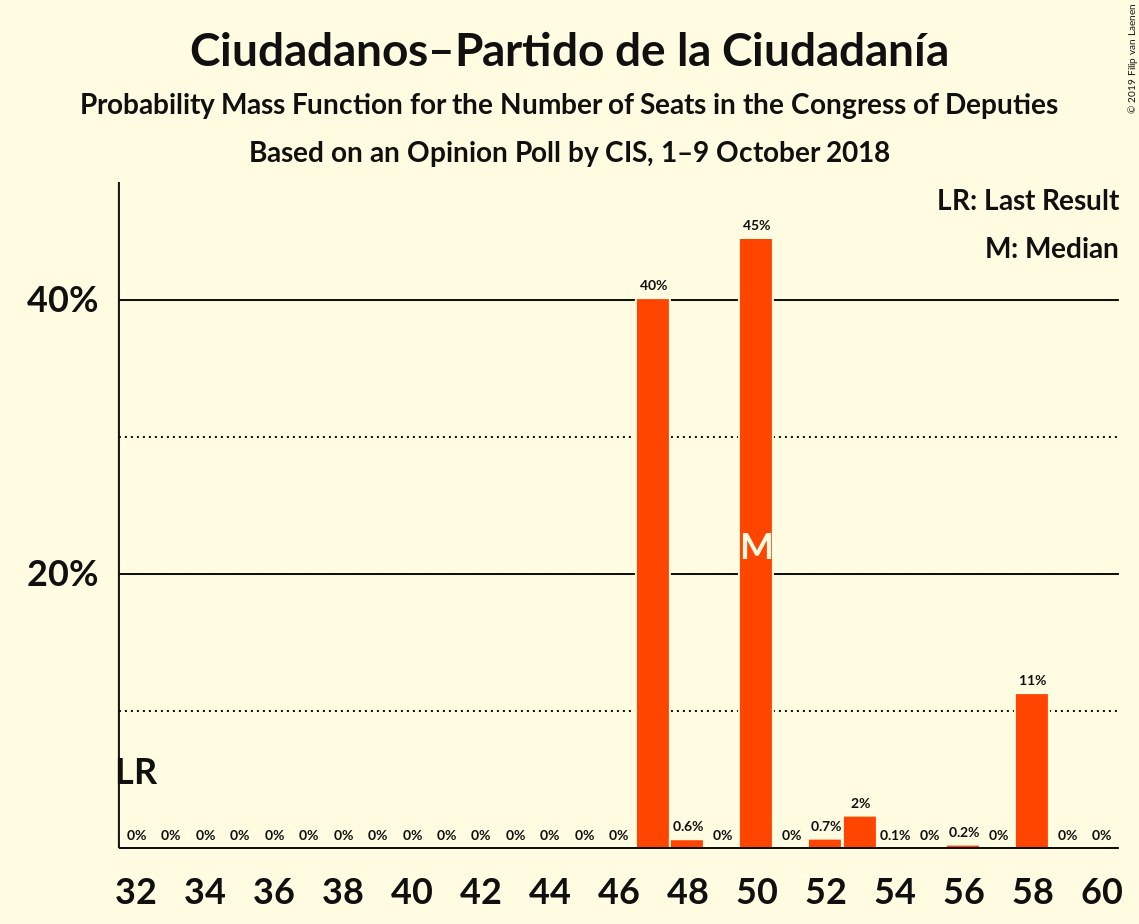 Ciudadanos–Partido de la Ciudadanía
Probability Mass Function for the Number of Seats in the Congress of Deputies
Based on an Opinion Poll by CIS, 1–9 October 2018
© 2019 Filip van Laenen
LR: Last Result
M: Median
45%
40%
40%
M
20%
11%
LR
2%
0% 0% 0% 0% 0% 0% 0% 0% 0% 0% 0% 0% 0% 0% 0% 0.6% 0% 0% 0.7% 0.1% 0% 0.2% 0% 0% 0%
32 34 36 38 40 42 44 46 48 50 52 54 56 58 60